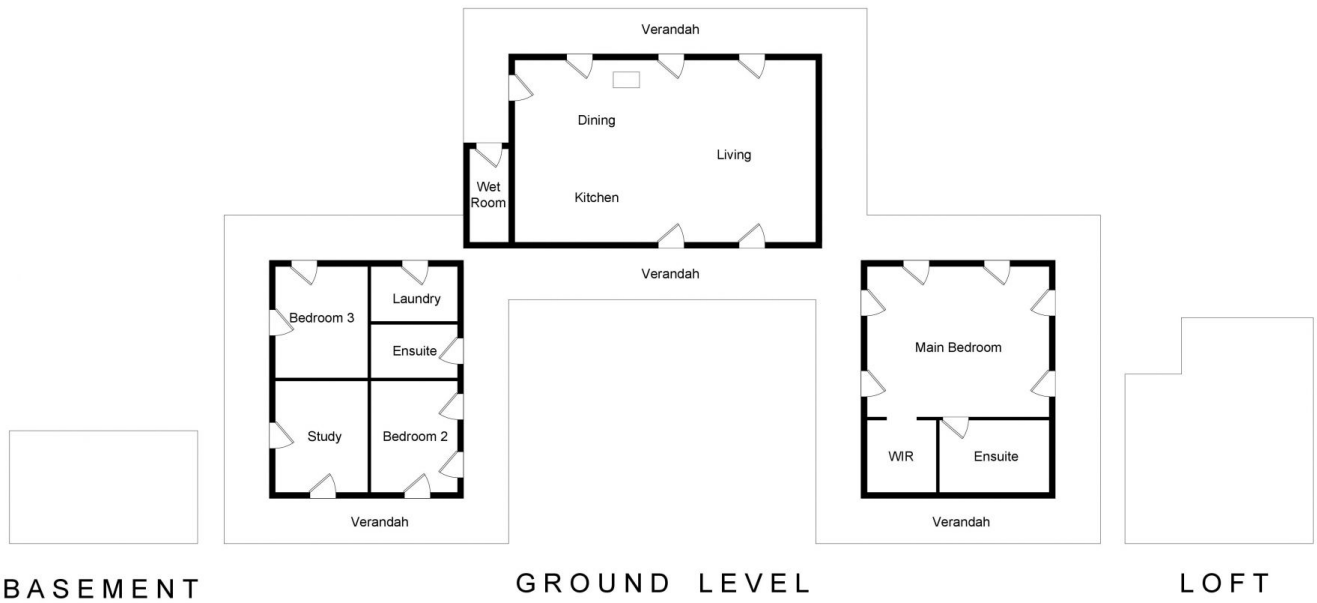 Verandah
Dining
Living
Wet
Room
Kitchen
Verandah
Bedroom 3
Laundry
Ensuite
Study
Bedroom 2
Verandah
Main Bedroom
WIR
Ensuite
Verandah
BASEMENT
GROUND LEVEL
LOFT